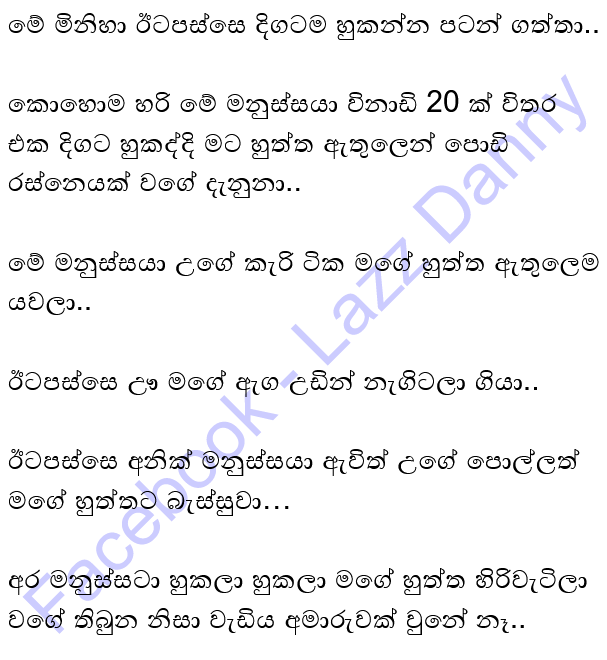 මේ මිනිහා ඊටපස්සෙ දිගටම හුකන්න පටන් ගත්තා..
කොහොම හරි මේ මනුස්සයා විනාඩි 20 ක් විතර
එක දිගට හුකද්දි මට හුත්ත ඇතුලෙන් පොඩි
රස්නෙයක් වගේ දැනුනා..
මේ මනුස්සයා උගේ කැරි ටික මගේ හුත්ත ඇතුලෙම
යවලා..
ඊටපස්සෙ ඌ මගේ ඇග උඩින් නැගිටලා ගියා..
ඊටපස්සෙ අනික් මනුස්සයා ඇවිත් උගේ පොල්ලත්
මගේ හුත්තට බැස්සුවා...
අර මනුස්සටා හුකලා හුකලා මගේ හුත්ත හිරිවැටිලා
වගේ තිබුන නිසා වැඩිය අමාරුවක් වුනේ නෑ..
Facebook - Lazz Danny